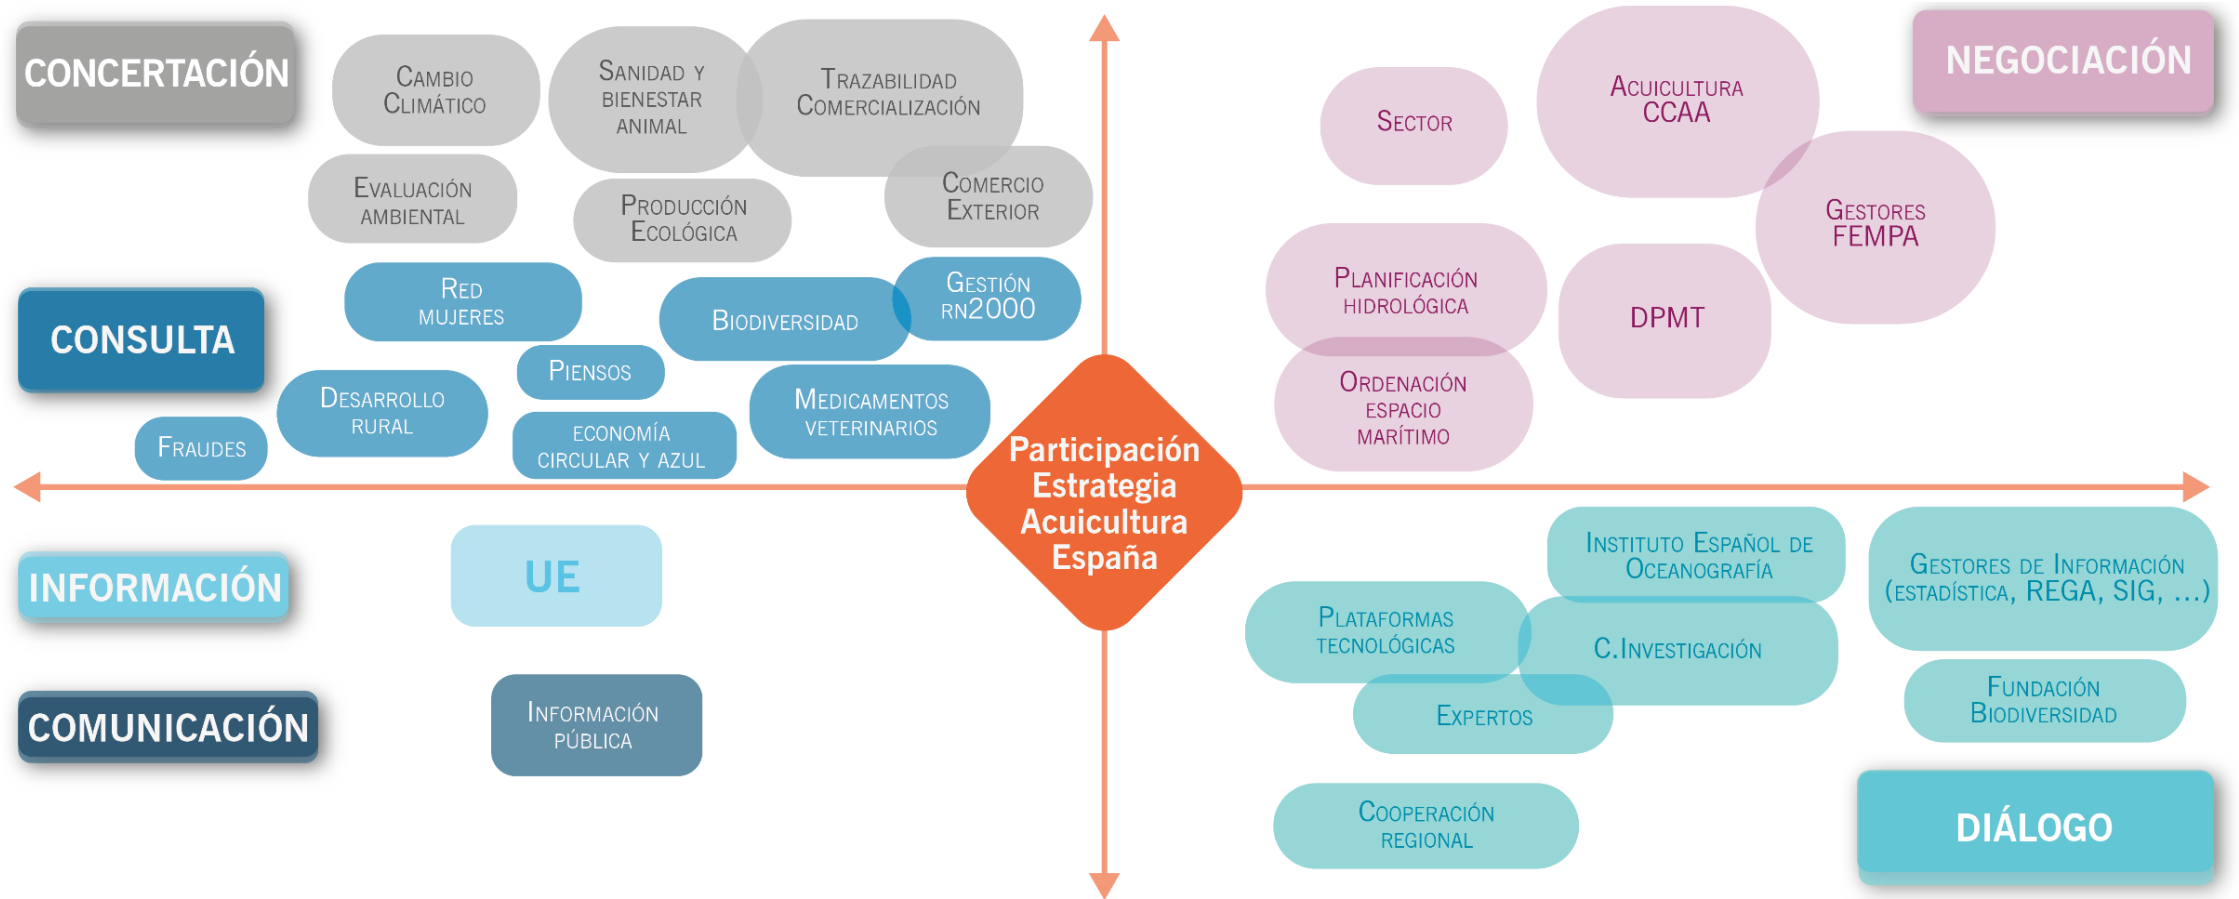 CONCERTACIÓN
CAMBIO
CLIMÁTICO
SANIDAD Y
BIENESTAR
ANIMAL
TRAZABILIDAD
COMERCIALIZACIÓN
EVALUACIÓN
AMBIENTAL
PRODUCCIÓN
ECOLÓGICA
COMERCIO
EXTERIOR
CONSULTA
RED
MUJERES
BIODIVERSIDAD
GESTIÓN
RN2000
PIENSOS
DESARROLLO
RURAL
MEDICAMENTOS
VETERINARIOS
FRAUDES
ECONOMÍA
CIRCULAR Y AZUL
NEGOCIACIÓN
SECTOR
ACUICULTURA
CCAA
GESTORES
FEMPA
PLANIFICACIÓN
HIDROLÓGICA
DPMT
ORDENACIÓN
ESPACIO
MARÍTIMO
Participación
Estrategia
Acuicultura
España
INFORMACIÓN
UE
COMUNICACIÓN
INFORMACIÓN
PÚBLICA
INSTITUTO ESPAÑOL DE
OCEANOGRAFÍA
GESTORES DE INFORMACIÓN
(ESTADÍSTICA, REGA, SIG, ...)
PLATAFORMAS
TECNOLÓGICAS
C.INVESTIGACIÓN
EXPERTOS
FUNDACIÓN
BIODIVERSIDAD
COOPERACIÓN
REGIONAL
DIÁLOGO